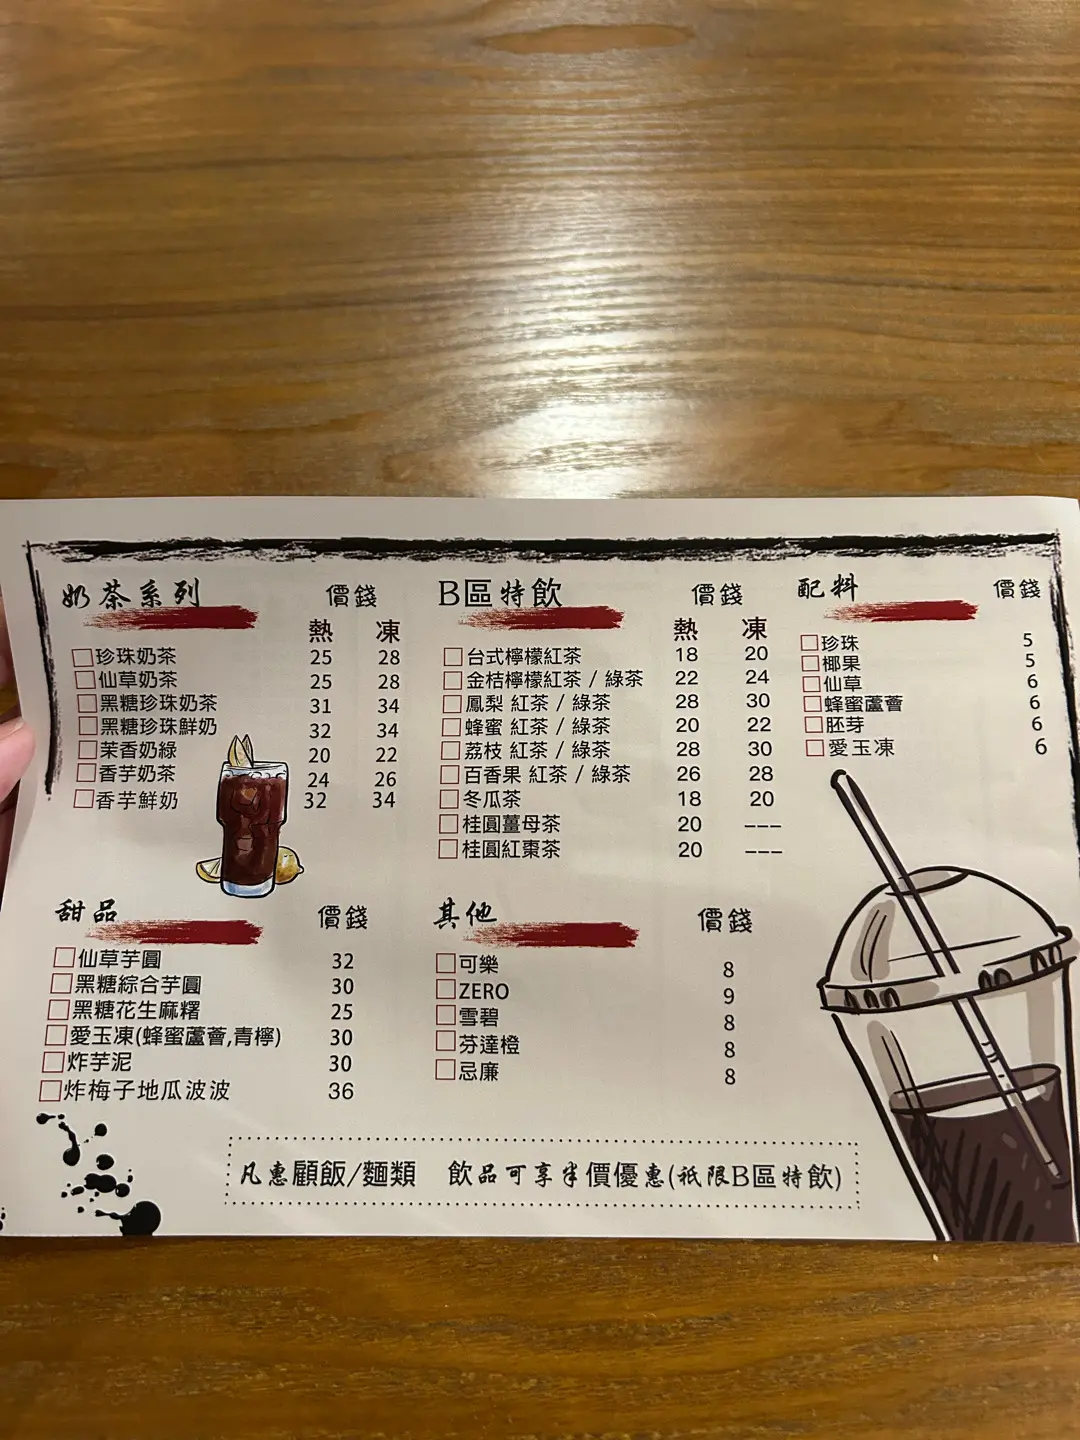 奶茶系列 價錢
熱 凍
珍珠奶茶 25 28
仙草奶茶 25 28
黑糖珍珠奶茶 31 34
黑糖珍珠鮮奶 32 34
茉香奶綠 20 22
香芋奶茶 24 26
香芋鮮奶 32 34
B區特飲 價錢
熱 凍
台式檸檬紅茶 18 20
金桔檸檬紅茶 / 綠茶 22 24
鳳梨 紅茶 / 綠茶 28 30
蜂蜜 紅茶 / 綠茶 20 22
荔枝 紅茶 / 綠茶 28 30
百香果 紅茶 / 綠茶 26 28
冬瓜茶 18 20
桂圓薑母茶 20 ---
桂圓紅棗茶 20 ---
配料 價錢
珍珠 5
椰果 5
仙草 6
蜂蜜蘆薈 6
胚芽 6
愛玉凍 6
甜品 價錢
仙草芋圓 32
黑糖綜合芋圓 30
黑糖花生麻糬 25
愛玉凍(蜂蜜蘆薈,青檸) 30
炸芋泥 30
炸梅子地瓜波波 36
其他 價錢
可樂 8
ZERO 9
雪碧 8
芬達橙 8
忌廉 8
凡惠顧飯/麵類 飲品可享半價優惠(祇限B區特飲)